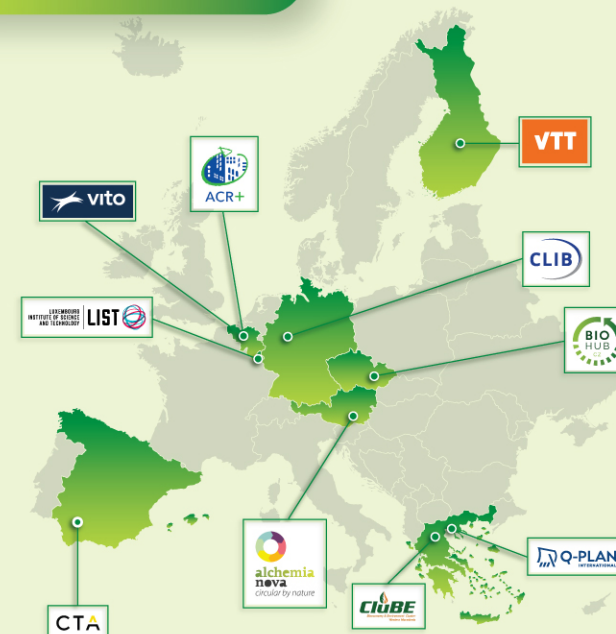 VTT
ACR+
vito
CLIB
LUXEMBOURG
INSTITUTE OF SCIENCE
AND TECHNOLOGY
LIST
BIO
HUB
CZ
alchemia
nova
circular by nature
Q-PLAN
INTERNATIONAL
CluBE
CTA